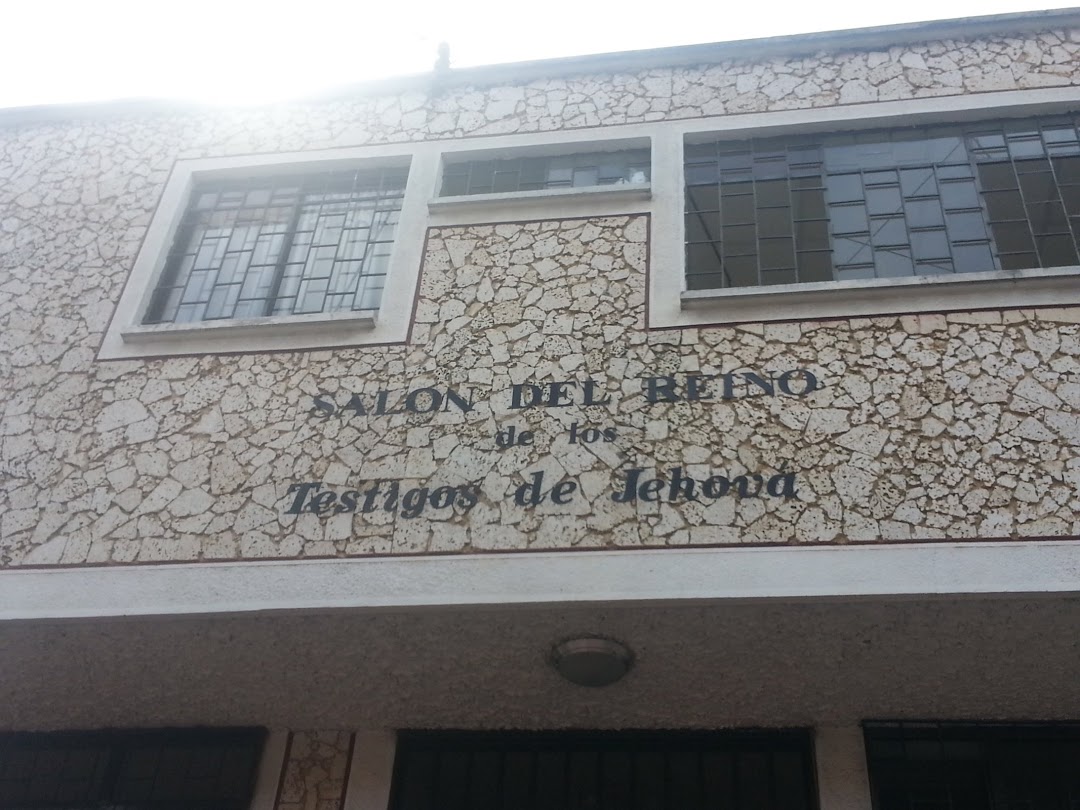 SALON DEL REINO
de los
Testigos de Jehová